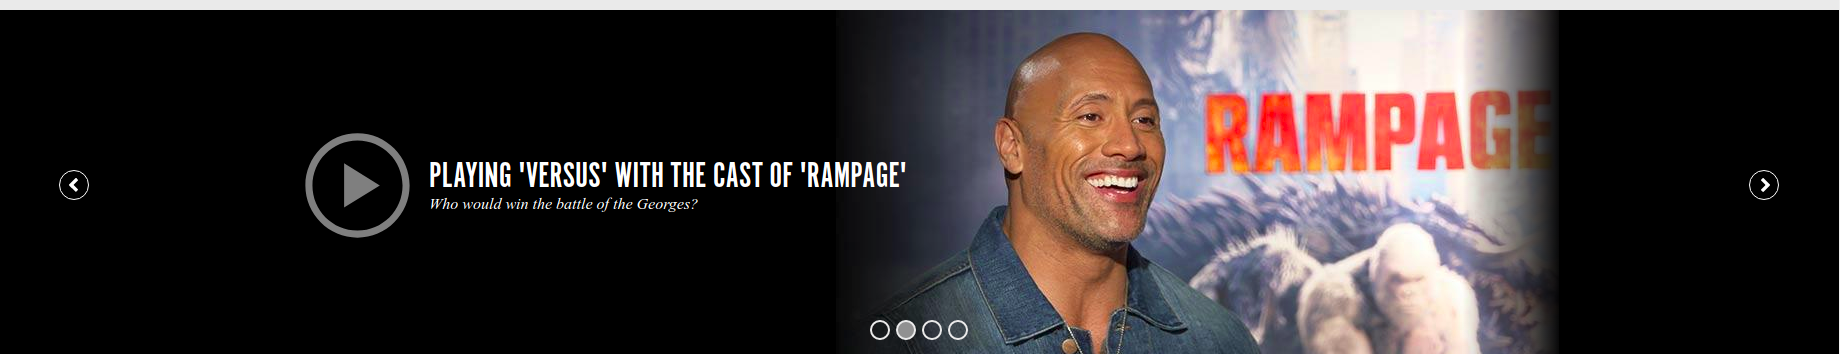 PLAYING 'VERSUS' WITH THE CAST OF 'RAMPAGE'
Who would win the battle of the Georges?
RAMPAGE